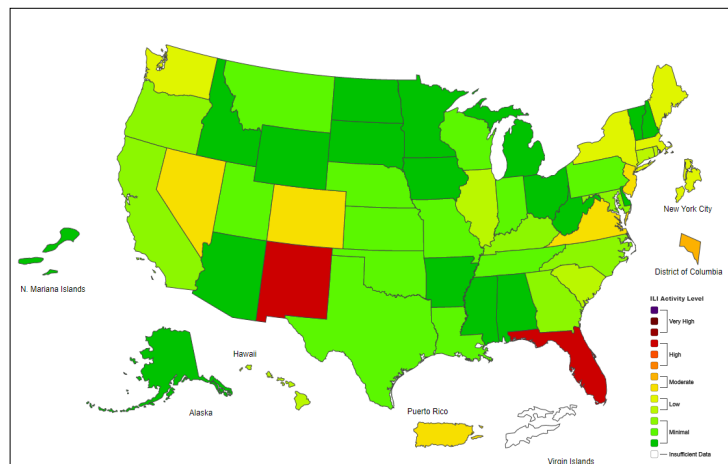 New York City
District of Columbia
N. Mariana Islands
ILI Activity Level
Very High
High
Moderate
Low
Minimal
Insufficient Data
Hawaii
Alaska
Puerto Rico
Virgin Islands